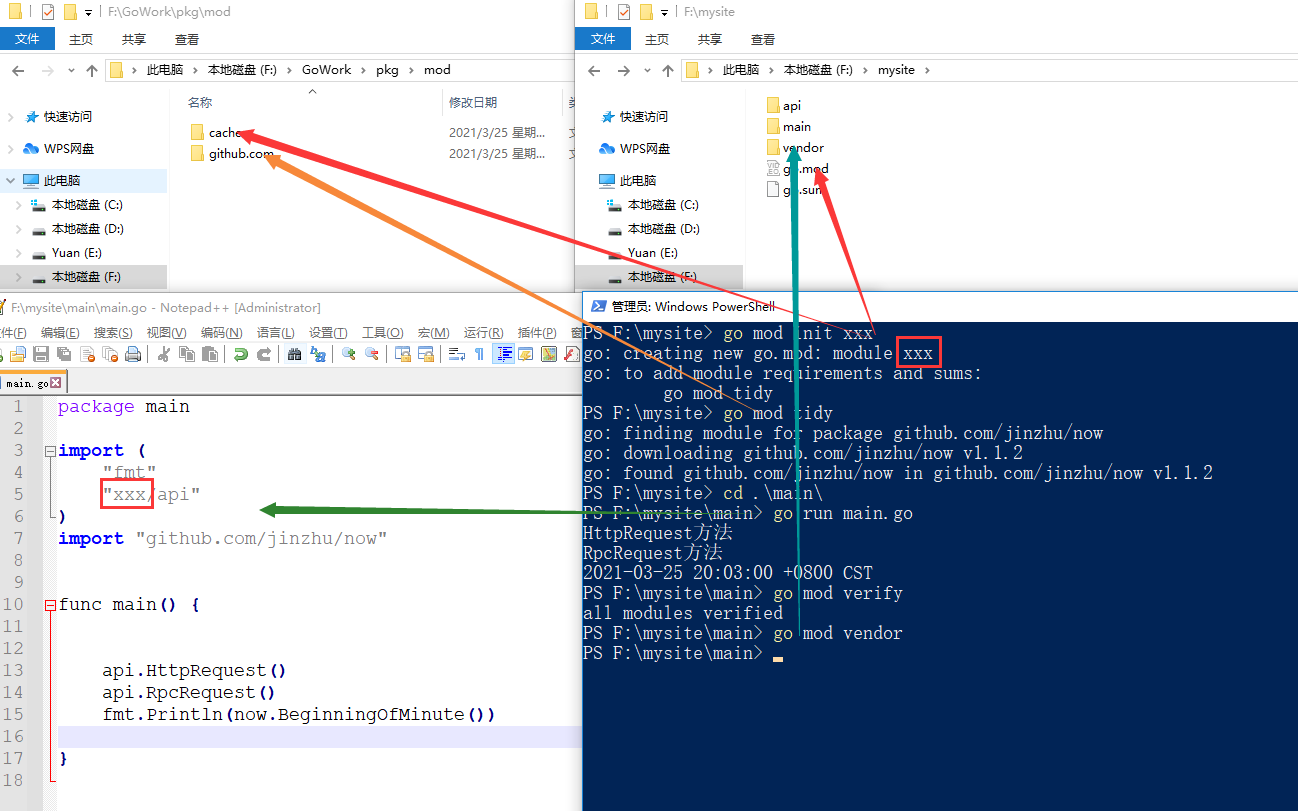 F:\GoWork\pkg\mod
文件 主页 共享 查看
此电脑 本地磁盘 (F:) GoWork pkg mod
名称 修改日期
快速访问
WPS网盘
此电脑
本地磁盘 (C:)
本地磁盘 (D:)
Yuan (E:)
本地磁盘 (F:)
cache 2021/3/25 星期...
github.com 2021/3/25 星期...
F:\mysite
文件 主页 共享 查看
此电脑 本地磁盘 (F:) mysite
快速访问
WPS网盘
此电脑
本地磁盘 (C:)
本地磁盘 (D:)
Yuan (E:)
本地磁盘 (F:)
api
main
vendor
go.mod
go.sum
F:\mysite\main\main.go - Notepad++ [Administrator]
件(F) 编辑(E) 搜索(S) 视图(V) 编码(N) 语言(L) 设置(T) 工具(O) 宏(M) 运行(R) 插件(P)
main.go
1 package main
2
3 import (
4 "fmt"
5 "xxx/api"
6 )
7 import "github.com/jinzhu/now"
8
9
10 func main() {
11
12
13 api.HttpRequest()
14 api.RpcRequest()
15 fmt.Println(now.BeginningOfMinute())
16
17 }
18
管理员: Windows PowerShell
PS F:\mysite> go mod init xxx
go: creating new go.mod: module xxx
go: to add module requirements and sums:
go mod tidy
PS F:\mysite> go mod tidy
go: finding module for package github.com/jinzhu/now
go: downloading github.com/jinzhu/now v1.1.2
go: found github.com/jinzhu/now in github.com/jinzhu/now v1.1.2
PS F:\mysite> cd .\main\
PS F:\mysite\main> go run main.go
HttpRequest方法
RpcRequest方法
2021-03-25 20:03:00 +0800 CST
PS F:\mysite\main> go mod verify
all modules verified
PS F:\mysite\main> go mod vendor
PS F:\mysite\main>